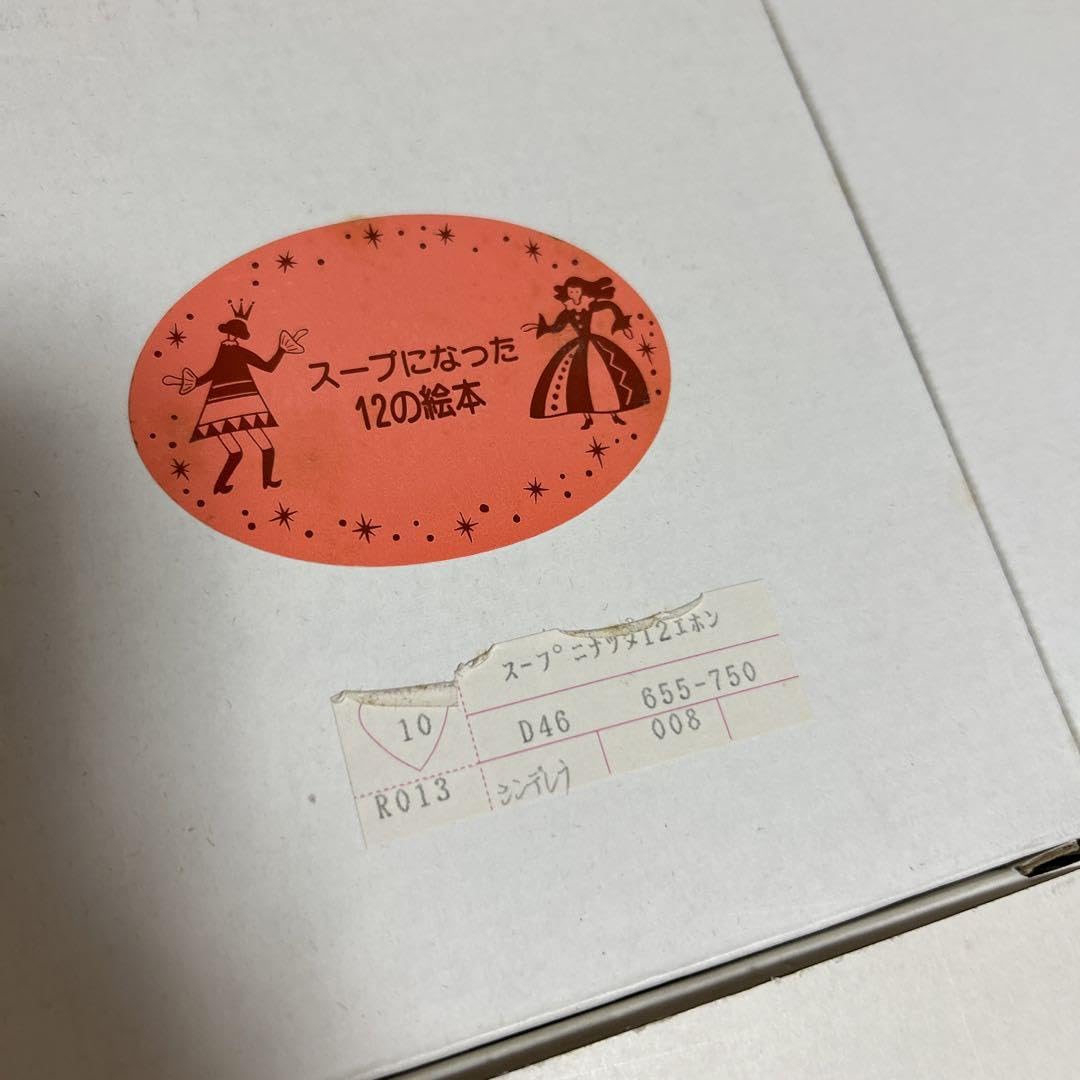 スープになった
12の絵本
スープニナッタ12エホン
10
D46 655-750
R013 シンデレラ 008